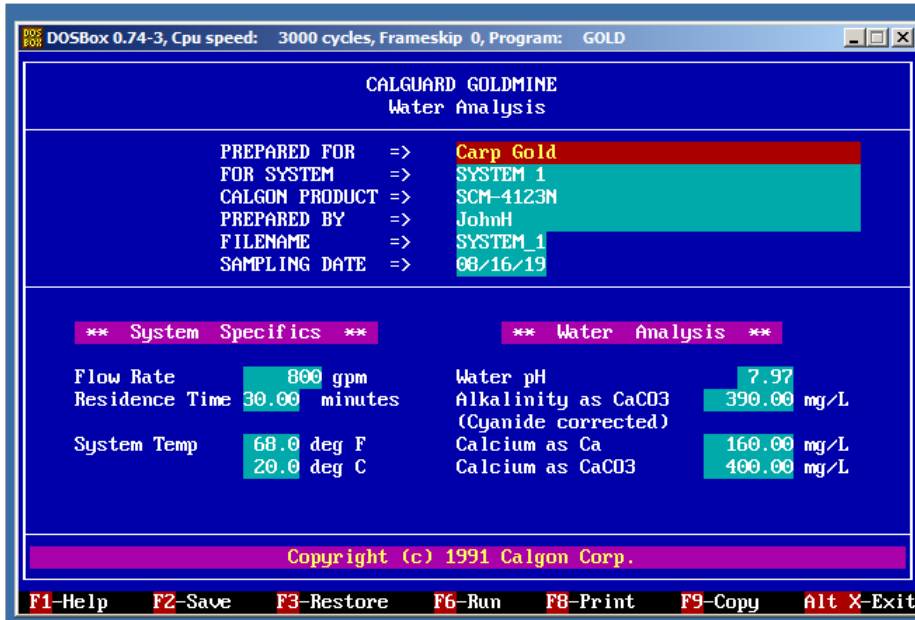 DOSBox 0.74-3, Cpu speed: 3000 cycles, Frameskip 0, Program: GOLD
CALGUARD GOLDMINE
Water Analysis
PREPARED FOR => Carp Gold
FOR SYSTEM => SYSTEM 1
CALGON PRODUCT => SCM-4123N
PREPARED BY => JohnH
FILENAME => SYSTEM_1
SAMPLING DATE => 08/16/19
** System Specifics **
Flow Rate 800 gpm
Residence Time 30.00 minutes
System Temp 68.0 deg F
20.0 deg C
** Water Analysis **
Water pH 7.97
Alkalinity as CaCO3 390.00 mg/L
(Cyanide corrected)
Calcium as Ca 160.00 mg/L
Calcium as CaCO3 400.00 mg/L
Copyright (c) 1991 Calgon Corp.
F1-Help F2-Save F3-Restore F6-Run F8-Print F9-Copy Alt X-Exit